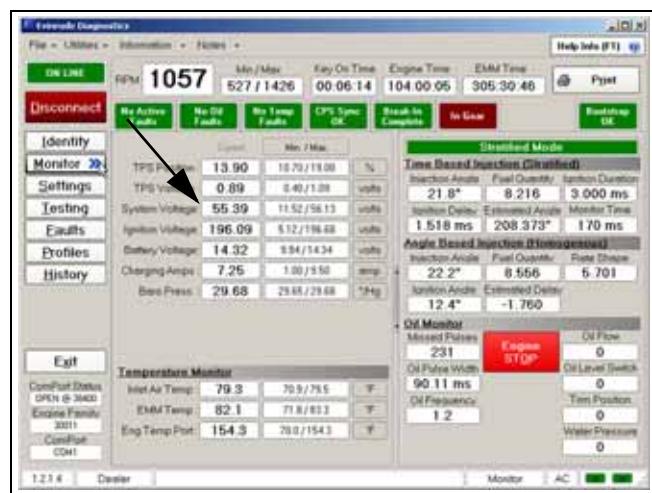 Evinrude Diagnostics
File Utilities Information Notes
Help Info (F1)
ON LINE
RPM 1057
Min / Max
527 / 1426
Key On Time
00:06:14
Engine Time
104:00:05
EMM Time
305:30:46
Print
Disconnect
No Active Faults
No Oil Faults
No Temp Faults
CPS Sync OK
Break-In Complete
In Gear
Bootstrap OK
Identify
Monitor
Settings
Testing
Faults
Profiles
History
Exit
ComPort Status
OPEN @ 38400
Engine Family
ComPort
COM1
Min. / Max.
TPS Position 13.90 10.70 / 19.00 %
TPS 0.89 0.40 / 1.09 volts
System Voltage 55.39 11.52 / 56.13 volts
Ignition Voltage 196.09 5.12 / 196.68 volts
Battery Voltage 14.32 9.94 / 14.34 volts
Charging Amps 7.25 1.00 / 9.50 amp
Baro Press 29.68 29.65 / 29.68 "Hg
Temperature Monitor
Inlet Air Temp 79.3 70.9 / 79.5 °F
EMM Temp 82.1 71.8 / 83.3 °F
Eng Temp Port 154.3 78.0 / 154.3 °F
Stratified Mode
Time Based Injection (Stratified)
Injection Angle Fuel Quantity Ignition Duration
21.8° 8.216 3.000 ms
Ignition Delay Estimated Angle Monitor Time
1.518 ms 208.373° 170 ms
Angle Based Injection (Homogenous)
Injection Angle Fuel Quantity Rate Shape
22.2° 8.556 5.701
Ignition Angle Estimated Delay
12.4° -1.760
Oil Monitor
Missed Pulses
231
Engine STOP
Oil Flow
0
Oil Pulse Width
90.11 ms
Oil Level Switch
0
Oil Frequency
1.2
Trim Position
0
Water Pressure
0
1.2.1.4 Dealer Monitor AC